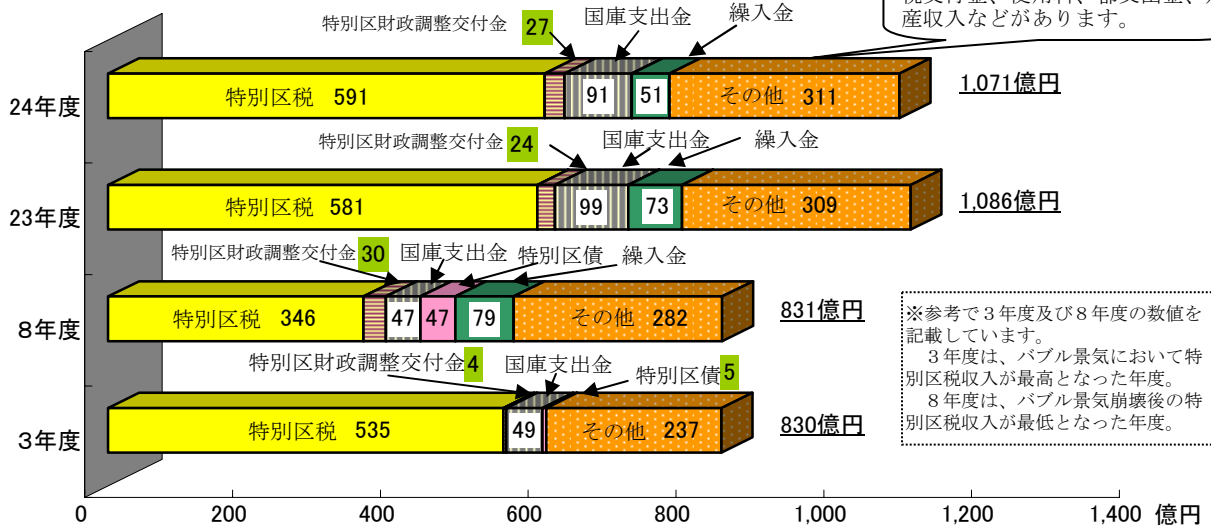 産収入などがあります。
特別区財政調整交付金 27 国庫支出金 繰入金
24年度 特別区税 591 91 51 その他 311 1,071億円
特別区財政調整交付金 24 国庫支出金 繰入金
23年度 特別区税 581 99 73 その他 309 1,086億円
特別区財政調整交付金 30 国庫支出金 特別区債 繰入金
8年度 特別区税 346 47 47 79 その他 282 831億円
特別区財政調整交付金 4 国庫支出金 特別区債 5
3年度 特別区税 535 49 その他 237 830億円
※参考で3年度及び8年度の数値を
記載しています。
3年度は、バブル景気において特
別区税収入が最高となった年度。
8年度は、バブル景気崩壊後の特
別区税収入が最低となった年度。
0 200 400 600 800 1,000 1,200 1,400 億円